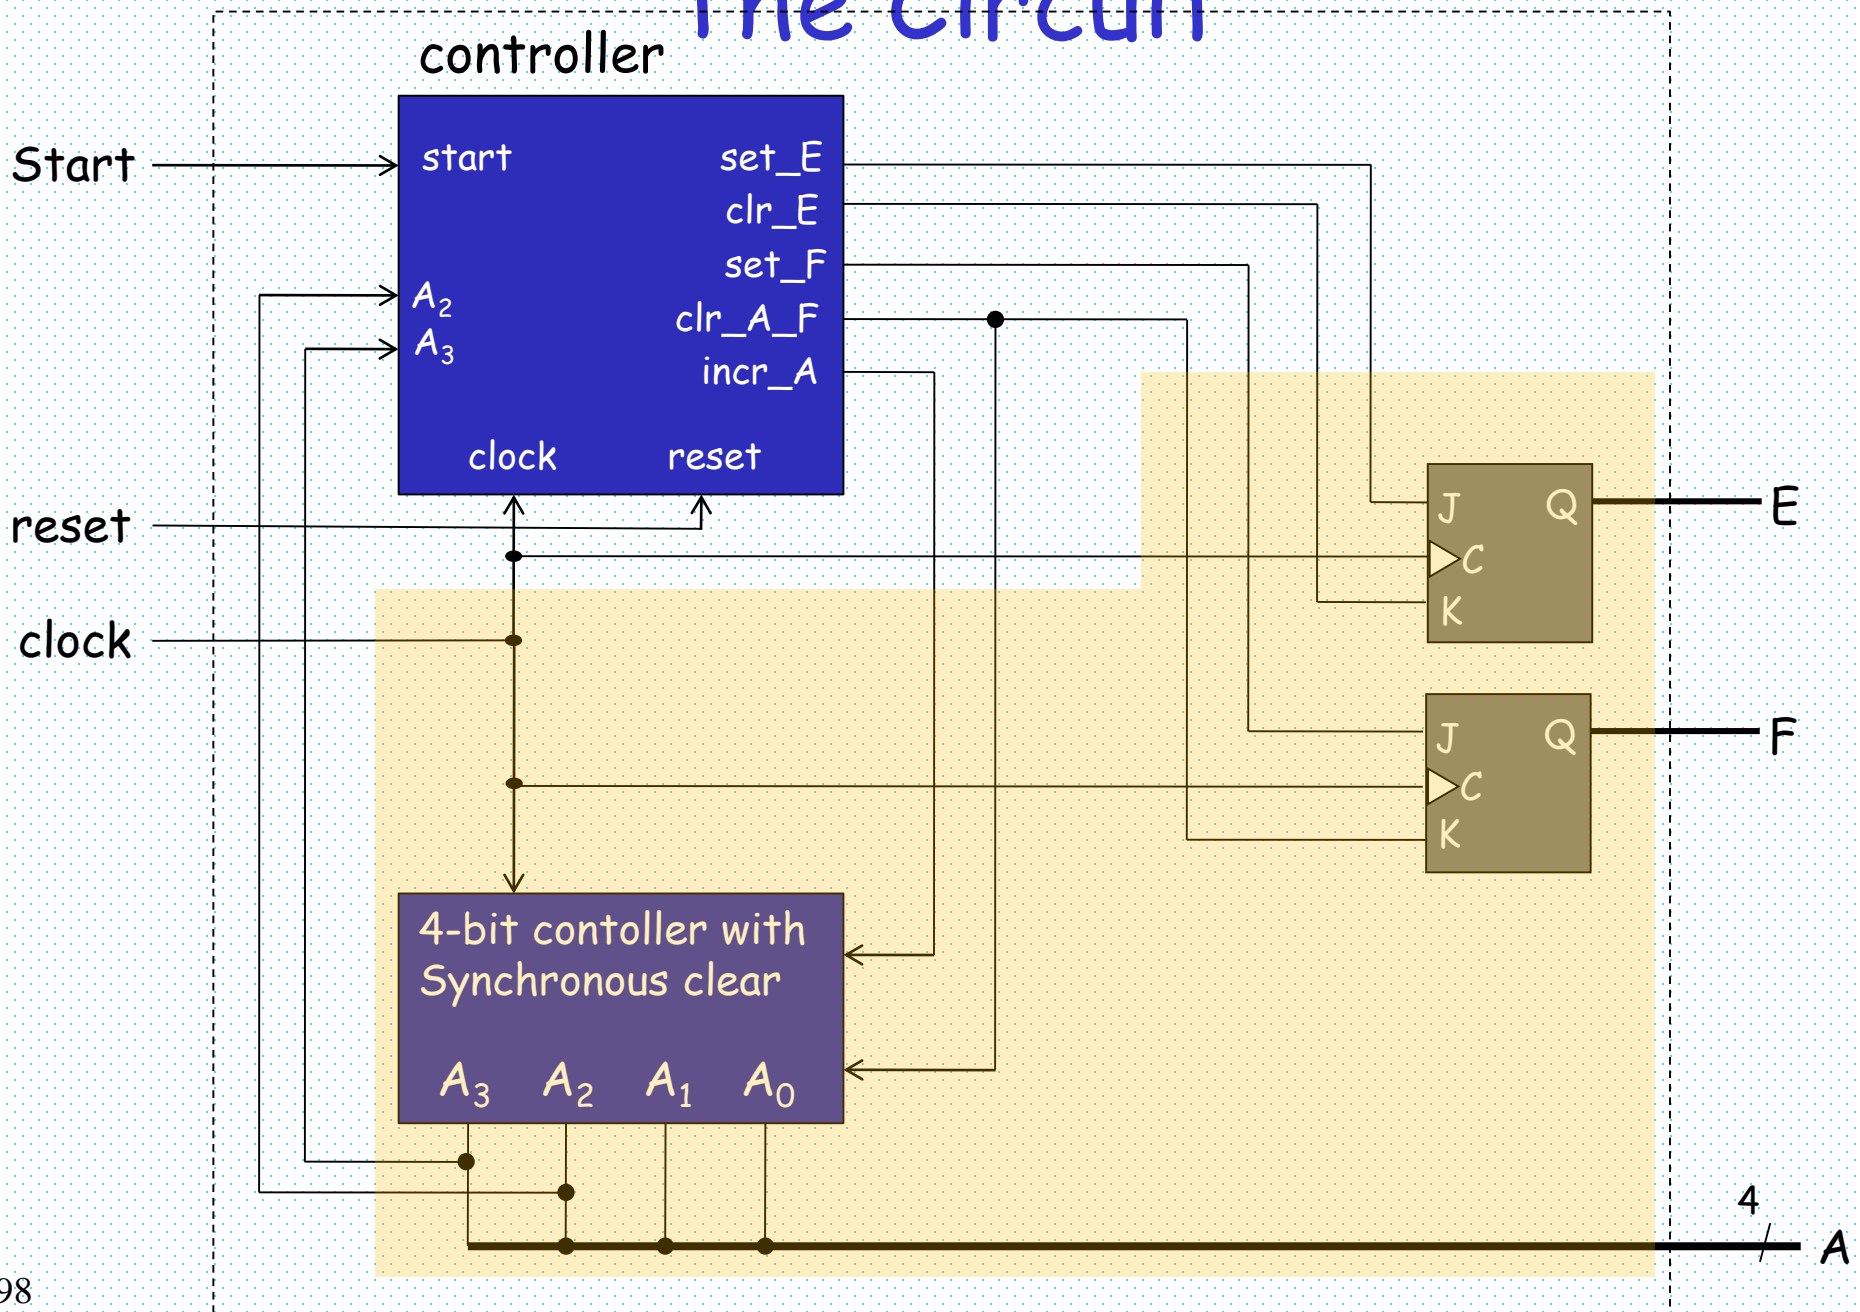 The Circuit
controller
Start
start
set_E
clr_E
set_F
A2
clr_A_F
A3
incr_A
clock
reset
reset
clock
J
Q
E
C
K
J
Q
F
C
K
4-bit contoller with
Synchronous clear
A3 A2 A1 A0
4
A
98